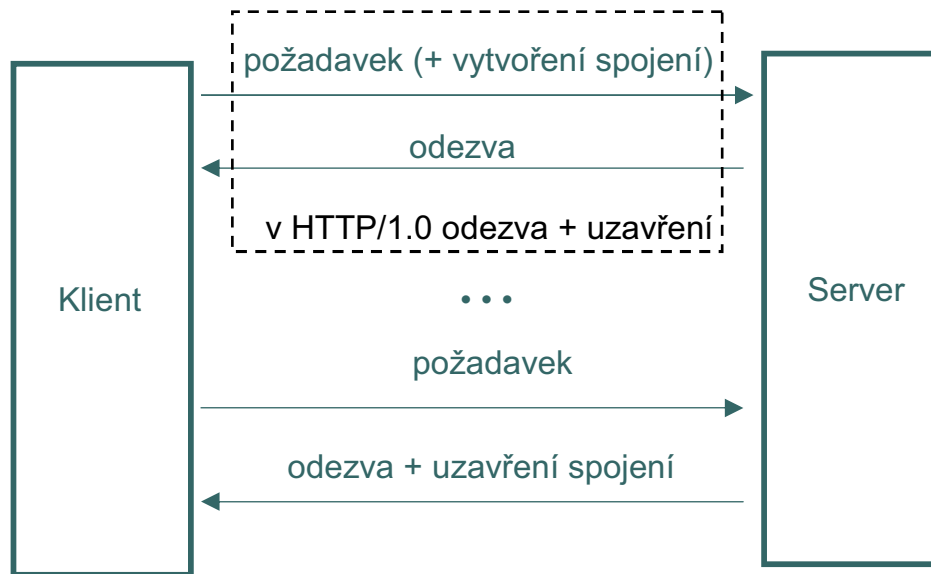 požadavek (+ vytvoření spojení)
odezva
v HTTP/1.0 odezva + uzavření
Klient
• • •
Server
požadavek
odezva + uzavření spojení